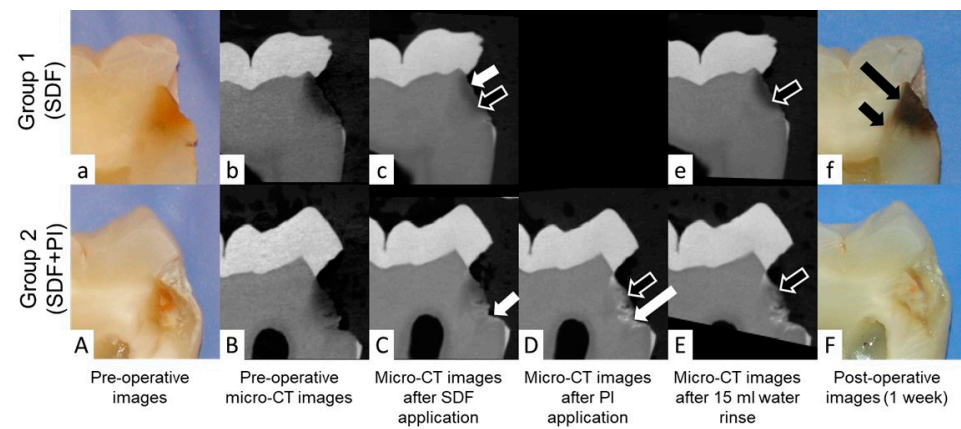 Group 1
(SDF)
a
b
c
e
f
Group 2
(SDF+PI)
A
B
C
D
E
F
Pre-operative
images
Pre-operative
micro-CT images
Micro-CT images
after SDF
application
Micro-CT images
after PI
application
Micro-CT images
after 15 ml water
rinse
Post-operative
images (1 week)